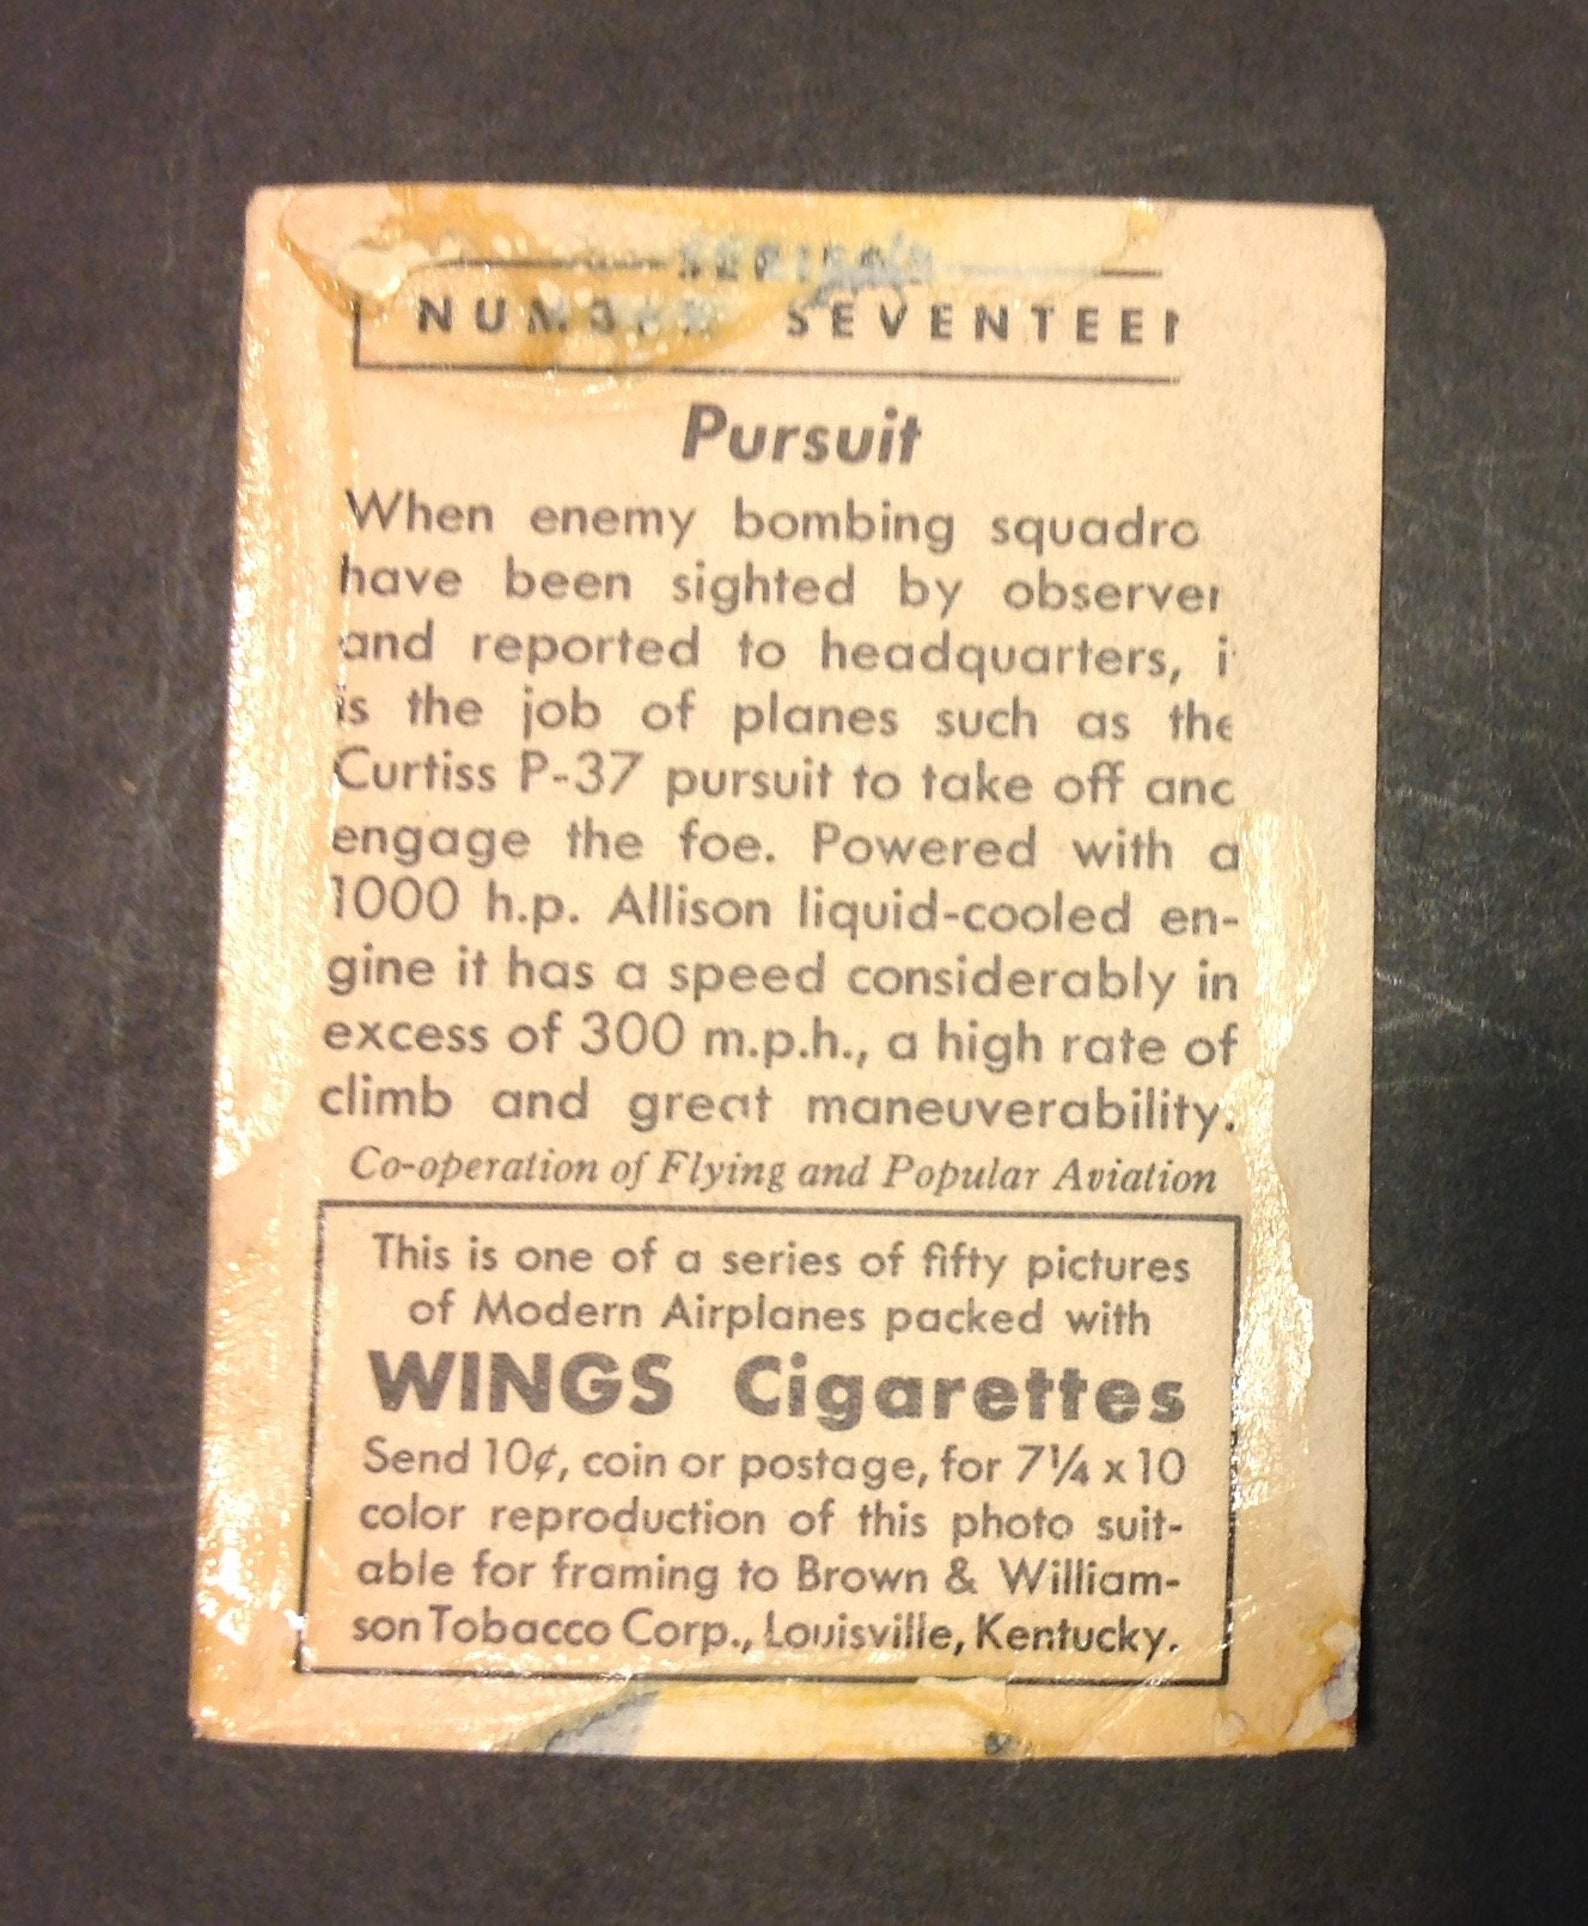 NUMBER SEVENTEEN
Pursuit
When enemy bombing squadro
have been sighted by observer
and reported to headquarters, i
is the job of planes such as the
Curtiss P-37 pursuit to take off and
engage the foe. Powered with a
1000 h.p. Allison liquid-cooled en-
gine it has a speed considerably in
excess of 300 m.p.h., a high rate of
climb and great maneuverability.
Co-operation of Flying and Popular Aviation
This is one of a series of fifty pictures
of Modern Airplanes packed with
WINGS Cigarettes
Send 10¢, coin or postage, for 7¼ x 10
color reproduction of this photo suit-
able for framing to Brown & William-
son Tobacco Corp., Louisville, Kentucky.